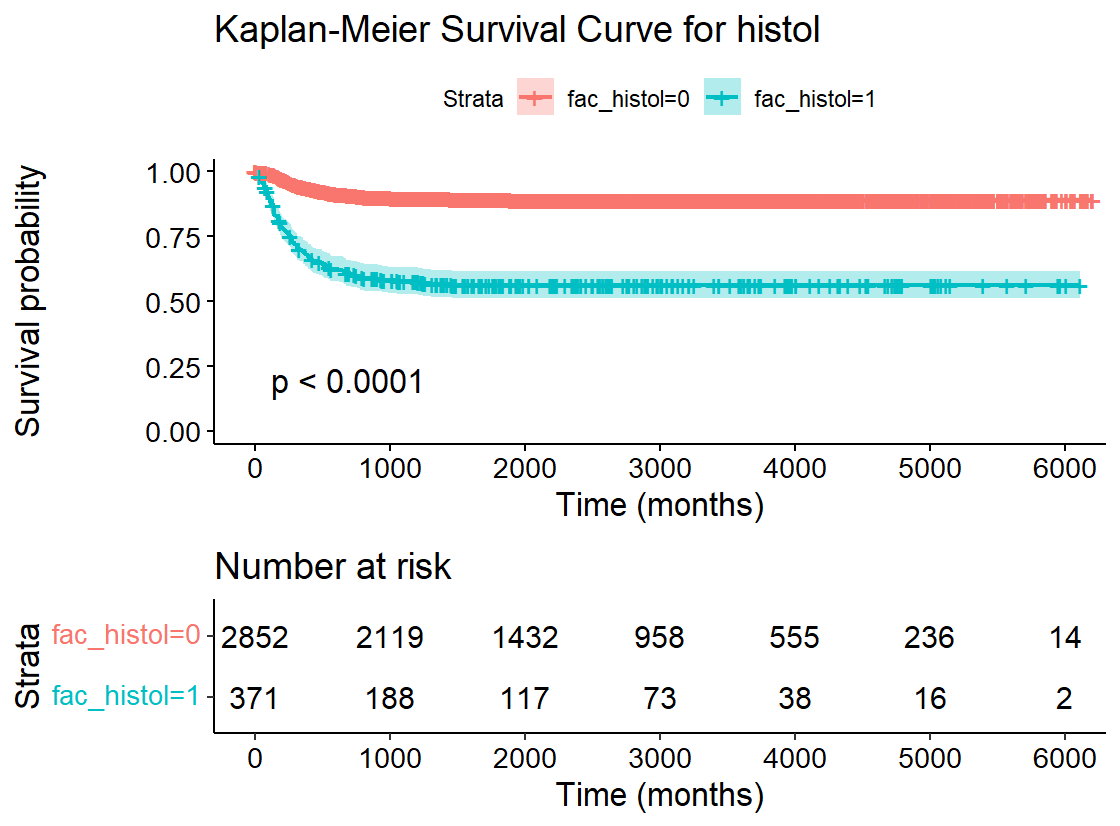 Kaplan-Meier Survival Curve for histol
Strata fac_histol=0 fac_histol=1
Survival probability
1.00
0.75
0.50
0.25
0.00
p < 0.0001
0 1000 2000 3000 4000 5000 6000
Time (months)
Number at risk
Strata
fac_histol=0 2852 2119 1432 958 555 236 14
fac_histol=1 371 188 117 73 38 16 2
0 1000 2000 3000 4000 5000 6000
Time (months)